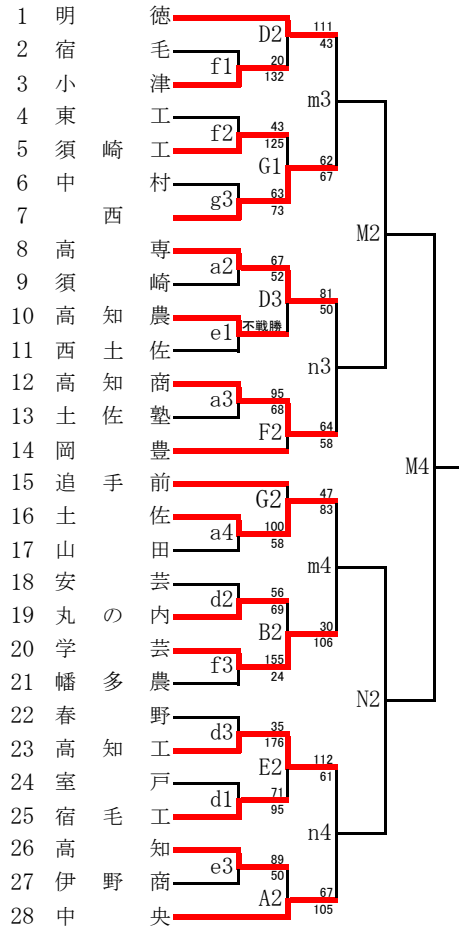 1 明 徳
D2 111
43
2 宿 毛
f1 20
132
3 小 津
m3
4 東 工
f2 43
125
5 須 崎 工
G1 62
67
6 中 村
g3 63
73
7 西
M2
8 高 専
a2 67
52
9 須 崎
D3 81
50
10 高 知 農
e1 不戦勝
11 西 土 佐
n3
12 高 知 商
a3 95
68
13 土 佐 塾
F2 64
58
14 岡 豊
M4
15 追 手 前
G2 47
83
16 土 佐
a4 100
58
17 山 田
m4
18 安 芸
d2 56
69
19 丸 の 内
B2 30
106
20 学 芸
f3 155
24
21 幡 多 農
N2
22 春 野
d3 35
176
23 高 知 工
E2 112
61
24 室 戸
d1 71
95
25 宿 毛 工
n4
26 高 知
e3 89
50
27 伊 野 商
A2 67
105
28 中 央